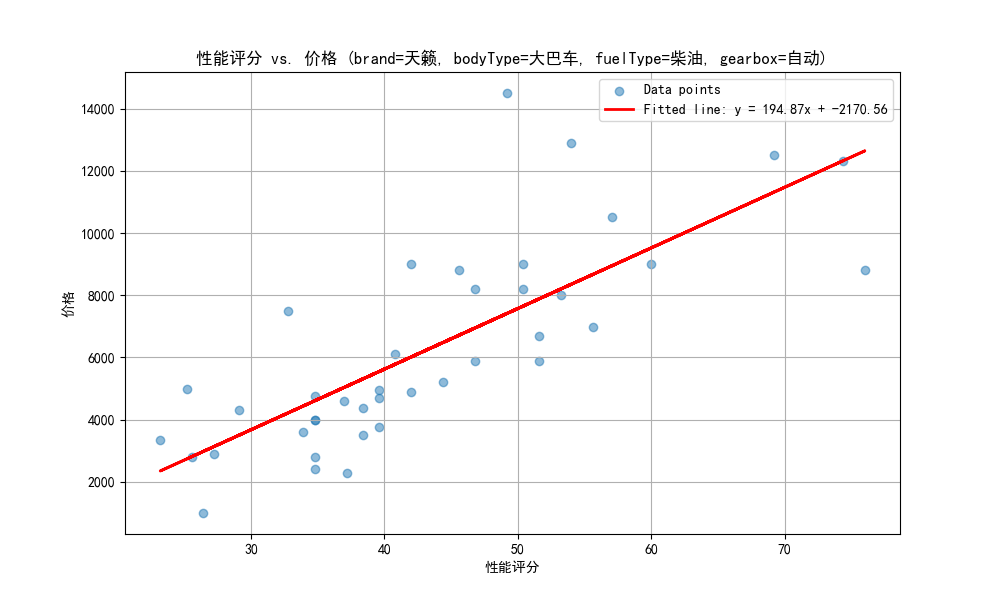 性能评分 vs. 价格 (brand=天籁, bodyType=大巴车, fuelType=柴油, gearbox=自动)
Data points
Fitted line: y = 194.87x + -2170.56
14000
12000
10000
8000
6000
4000
2000
价格
30 40 50 60 70
性能评分